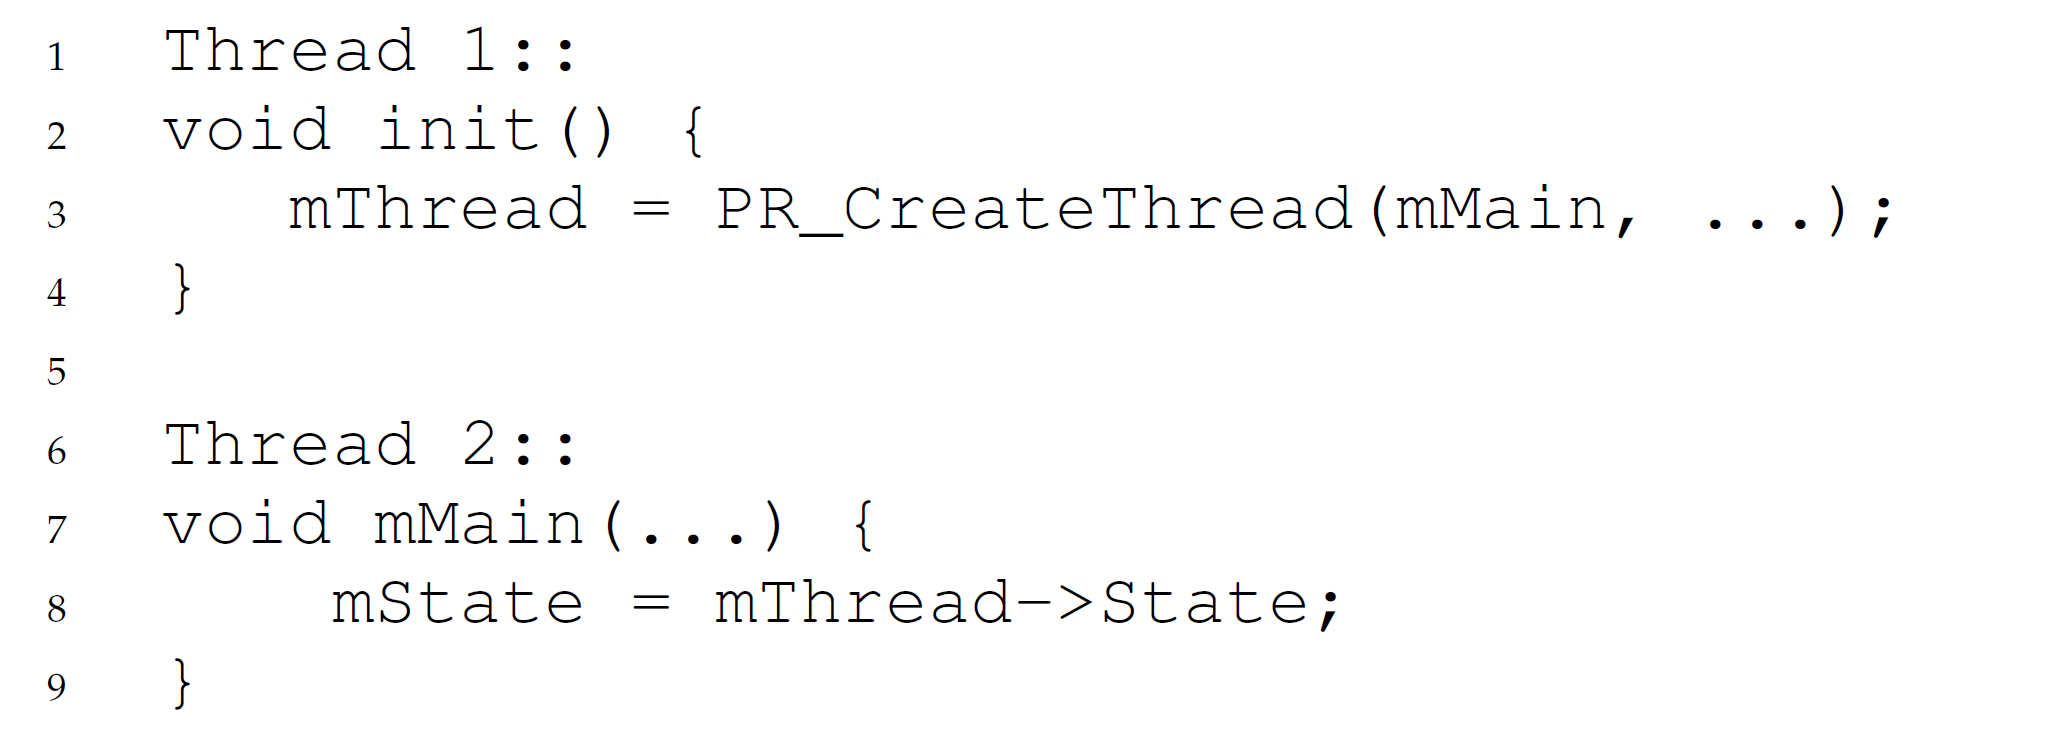 1 Thread 1::
2 void init() {
3    mThread = PR_CreateThread(mMain, ...);
4 }
5
6 Thread 2::
7 void mMain(...) {
8     mState = mThread->State;
9 }